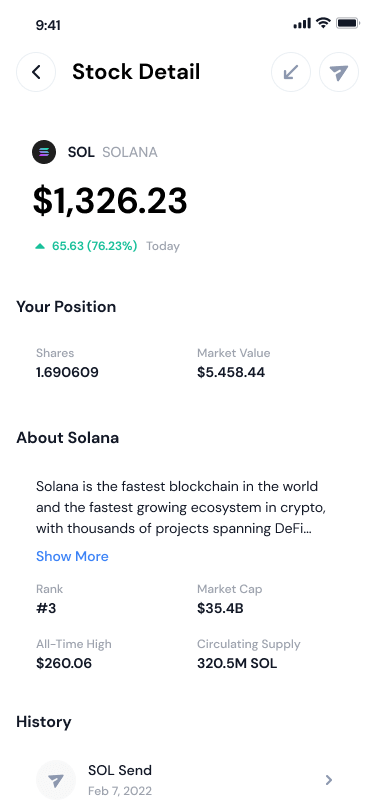 9:41
Stock Detail
SOL SOLANA
$1,326.23
65.63 (76.23%) Today
Your Position
Shares Market Value
1.690609 $5.458.44
About Solana
Solana is the fastest blockchain in the world
and the fastest growing ecosystem in crypto,
with thousands of projects spanning DeFi...
Show More
Rank Market Cap
#3 $35.4B
All-Time High Circulating Supply
$260.06 320.5M SOL
History
SOL Send
Feb 7, 2022